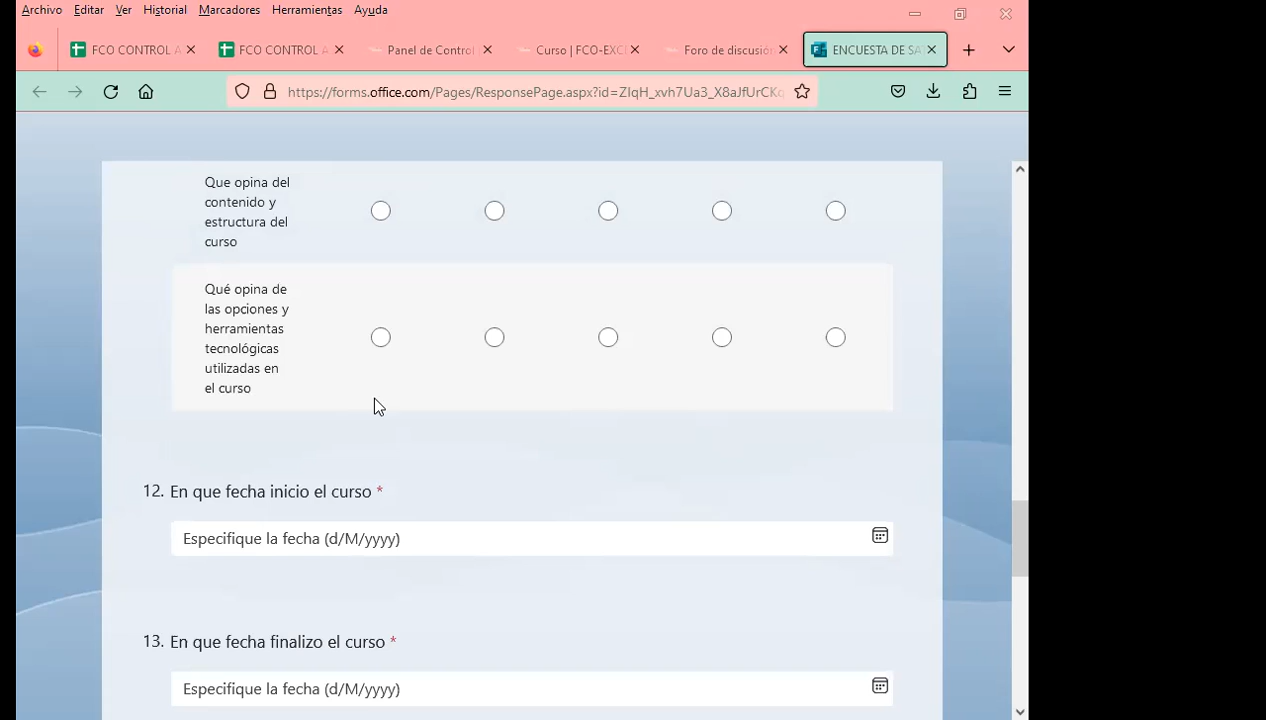 Archivo Editar Ver Historial Marcadores Herramientas Ayuda
FCO CONTROL A FCO CONTROL A Panel de Control Curso | FCO-EXC Foro de discusión ENCUESTA DE SAT
https://forms.office.com/Pages/ResponsePage.aspx?id=ZIqH_xvh7Ua3_X8aJfUrCKq
Que opina del
contenido y
estructura del
curso
Qué opina de
las opciones y
herramientas
tecnológicas
utilizadas en
el curso
12. En que fecha inicio el curso *
Especifique la fecha (d/M/yyyy)
13. En que fecha finalizo el curso *
Especifique la fecha (d/M/yyyy)